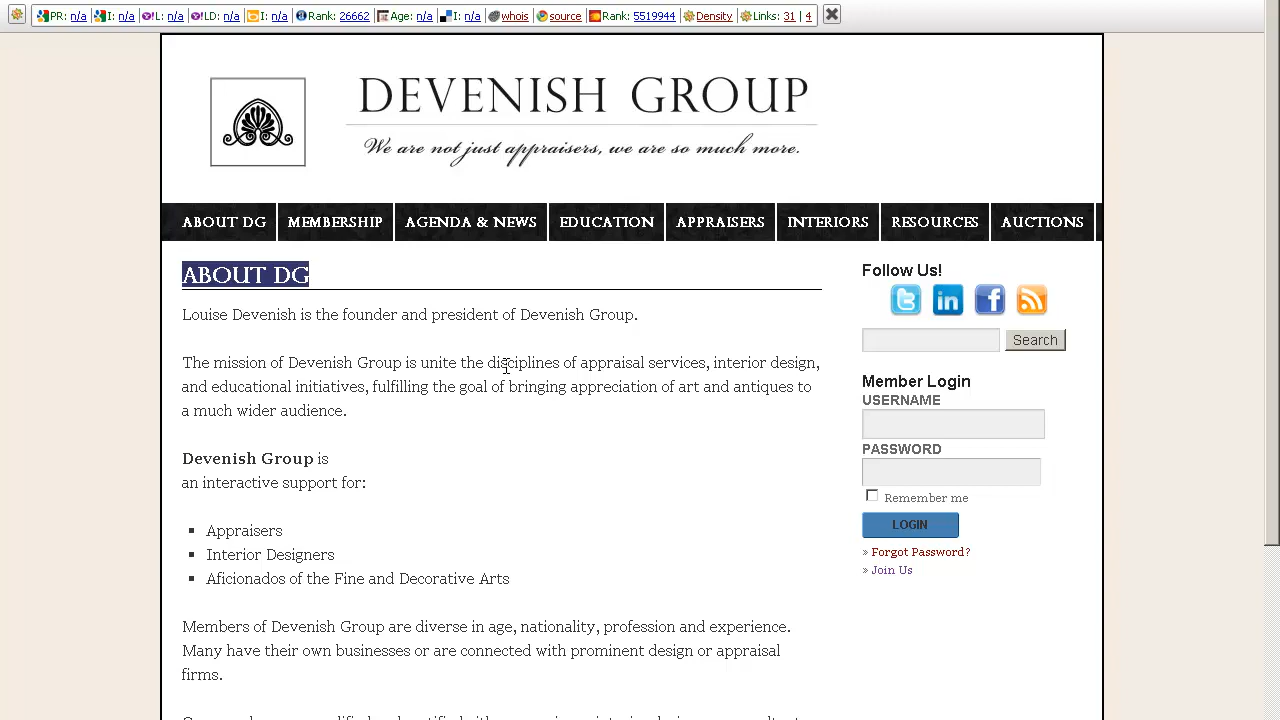 PR: n/a I: n/a L: n/a LD: n/a I: n/a Rank: 26662 Age: n/a I: n/a whois source Rank: 5519944 Density Links: 31 | 4
DEVENISH GROUP
We are not just appraisers, we are so much more.
ABOUT DG MEMBERSHIP AGENDA & NEWS EDUCATION APPRAISERS INTERIORS RESOURCES AUCTIONS
ABOUT DG
Louise Devenish is the founder and president of Devenish Group.
The mission of Devenish Group is unite the disciplines of appraisal services, interior design,
and educational initiatives, fulfilling the goal of bringing appreciation of art and antiques to
a much wider audience.
Devenish Group is
an interactive support for:
Appraisers
Interior Designers
Aficionados of the Fine and Decorative Arts
Members of Devenish Group are diverse in age, nationality, profession and experience.
Many have their own businesses or are connected with prominent design or appraisal
firms.
Follow Us!
Search
Member Login
USERNAME
PASSWORD
Remember me
LOGIN
» Forgot Password?
» Join Us